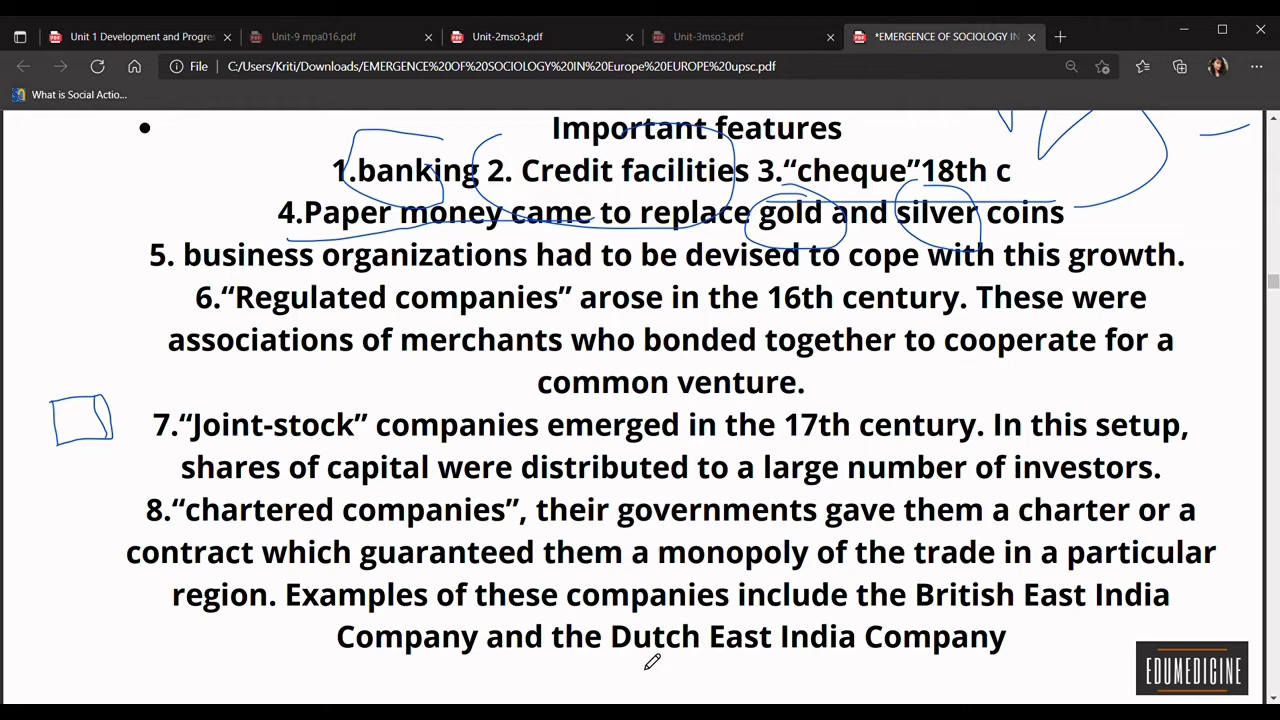 Unit 1 Development and Progres
Unit-9 mpa016.pdf
Unit-2mso3.pdf
Unit-3mso3.pdf
*EMERGENCE OF SOCIOLOGY IN
File
C:/Users/Kriti/Downloads/EMERGENCE%20OF%20SOCIOLOGY%20IN%20Europe%20EUROPE%20upsc.pdf
What is Social Actio...
• Important features
1.banking 2. Credit facilities 3.“cheque”18th c
4.Paper money came to replace gold and silver coins
5. business organizations had to be devised to cope with this growth.
6.“Regulated companies” arose in the 16th century. These were
associations of merchants who bonded together to cooperate for a
common venture.
7.“Joint-stock” companies emerged in the 17th century. In this setup,
shares of capital were distributed to a large number of investors.
8.“chartered companies”, their governments gave them a charter or a
contract which guaranteed them a monopoly of the trade in a particular
region. Examples of these companies include the British East India
Company and the Dutch East India Company
EDUMEDICINE